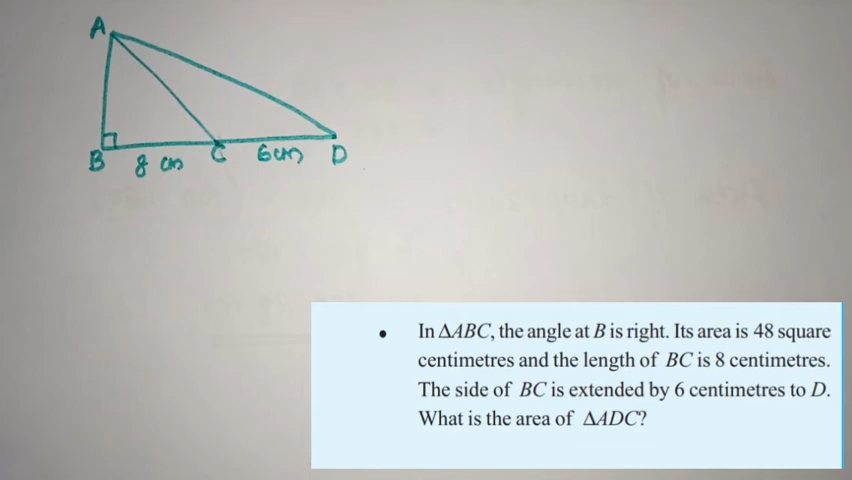 A
B 8 cm C 6cm D
• In ΔABC, the angle at B is right. Its area is 48 square
centimetres and the length of BC is 8 centimetres.
The side of BC is extended by 6 centimetres to D.
What is the area of ΔADC?